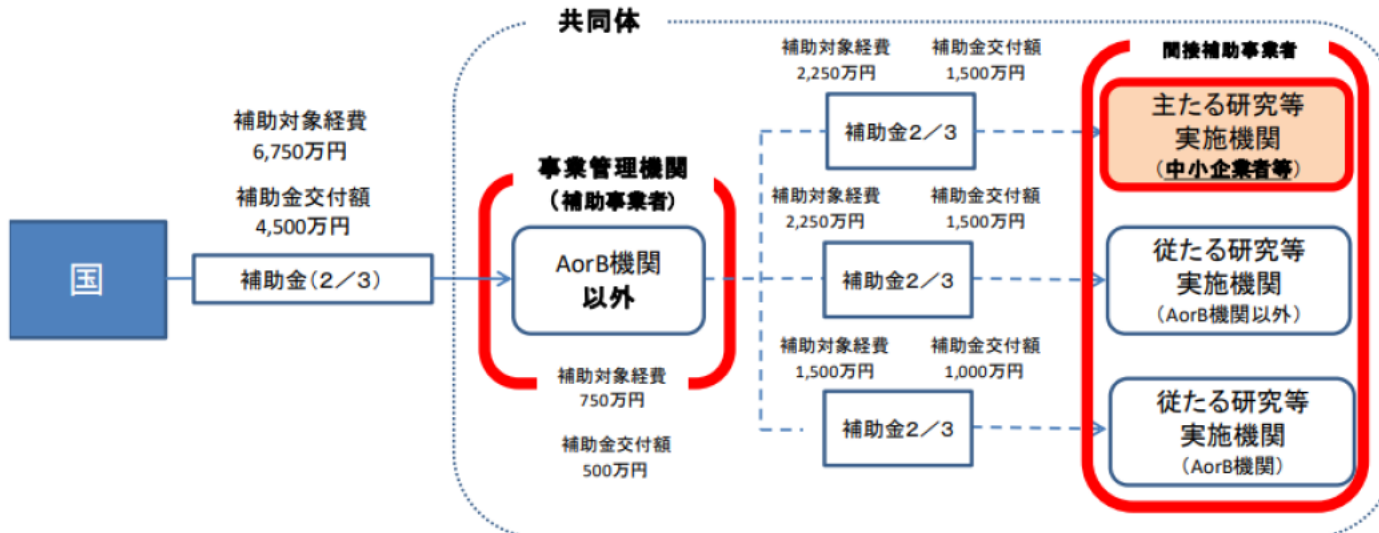 共同体
補助対象経費
6,750万円
補助金交付額
4,500万円
国
補助金(2/3)
事業管理機関
(補助事業者)
AorB機関
以外
補助対象経費
750万円
補助金交付額
500万円
補助対象経費
2,250万円
補助金交付額
1,500万円
補助金2/3
補助対象経費
2,250万円
補助金交付額
1,500万円
補助金2/3
補助対象経費
1,500万円
補助金交付額
1,000万円
補助金2/3
間接補助事業者
主たる研究等
実施機関
(中小企業者等)
従たる研究等
実施機関
(AorB機関以外)
従たる研究等
実施機関
(AorB機関)